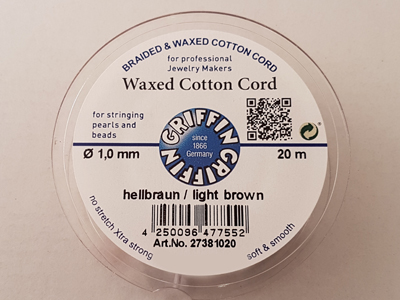 BRAIDED & WAXED COTTON CORD
for professional
Jewelry Makers
Waxed Cotton Cord
for stringing
pearls and
beads
GRIFFIN GRIFFIN
since
1866
Germany
Ø 1,0 mm
20 m
hellbraun / light brown
4 250096 477552
Art.No. 27381020
no stretch Xtra strong
soft & smooth